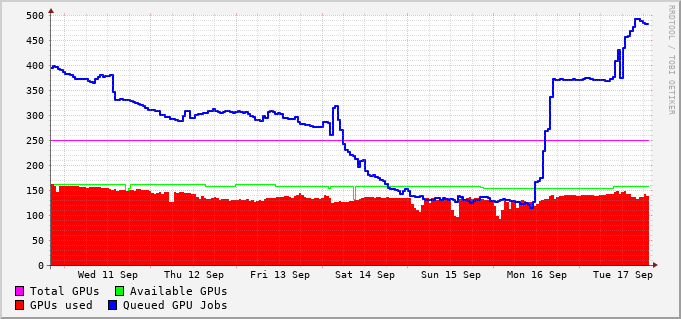 500
450
400
350
300
250
200
150
100
50
0
Wed 11 Sep Thu 12 Sep Fri 13 Sep Sat 14 Sep Sun 15 Sep Mon 16 Sep Tue 17 Sep
Total GPUs Available GPUs
GPUs used Queued GPU Jobs
RRDTOOL / TOBI OETIKER